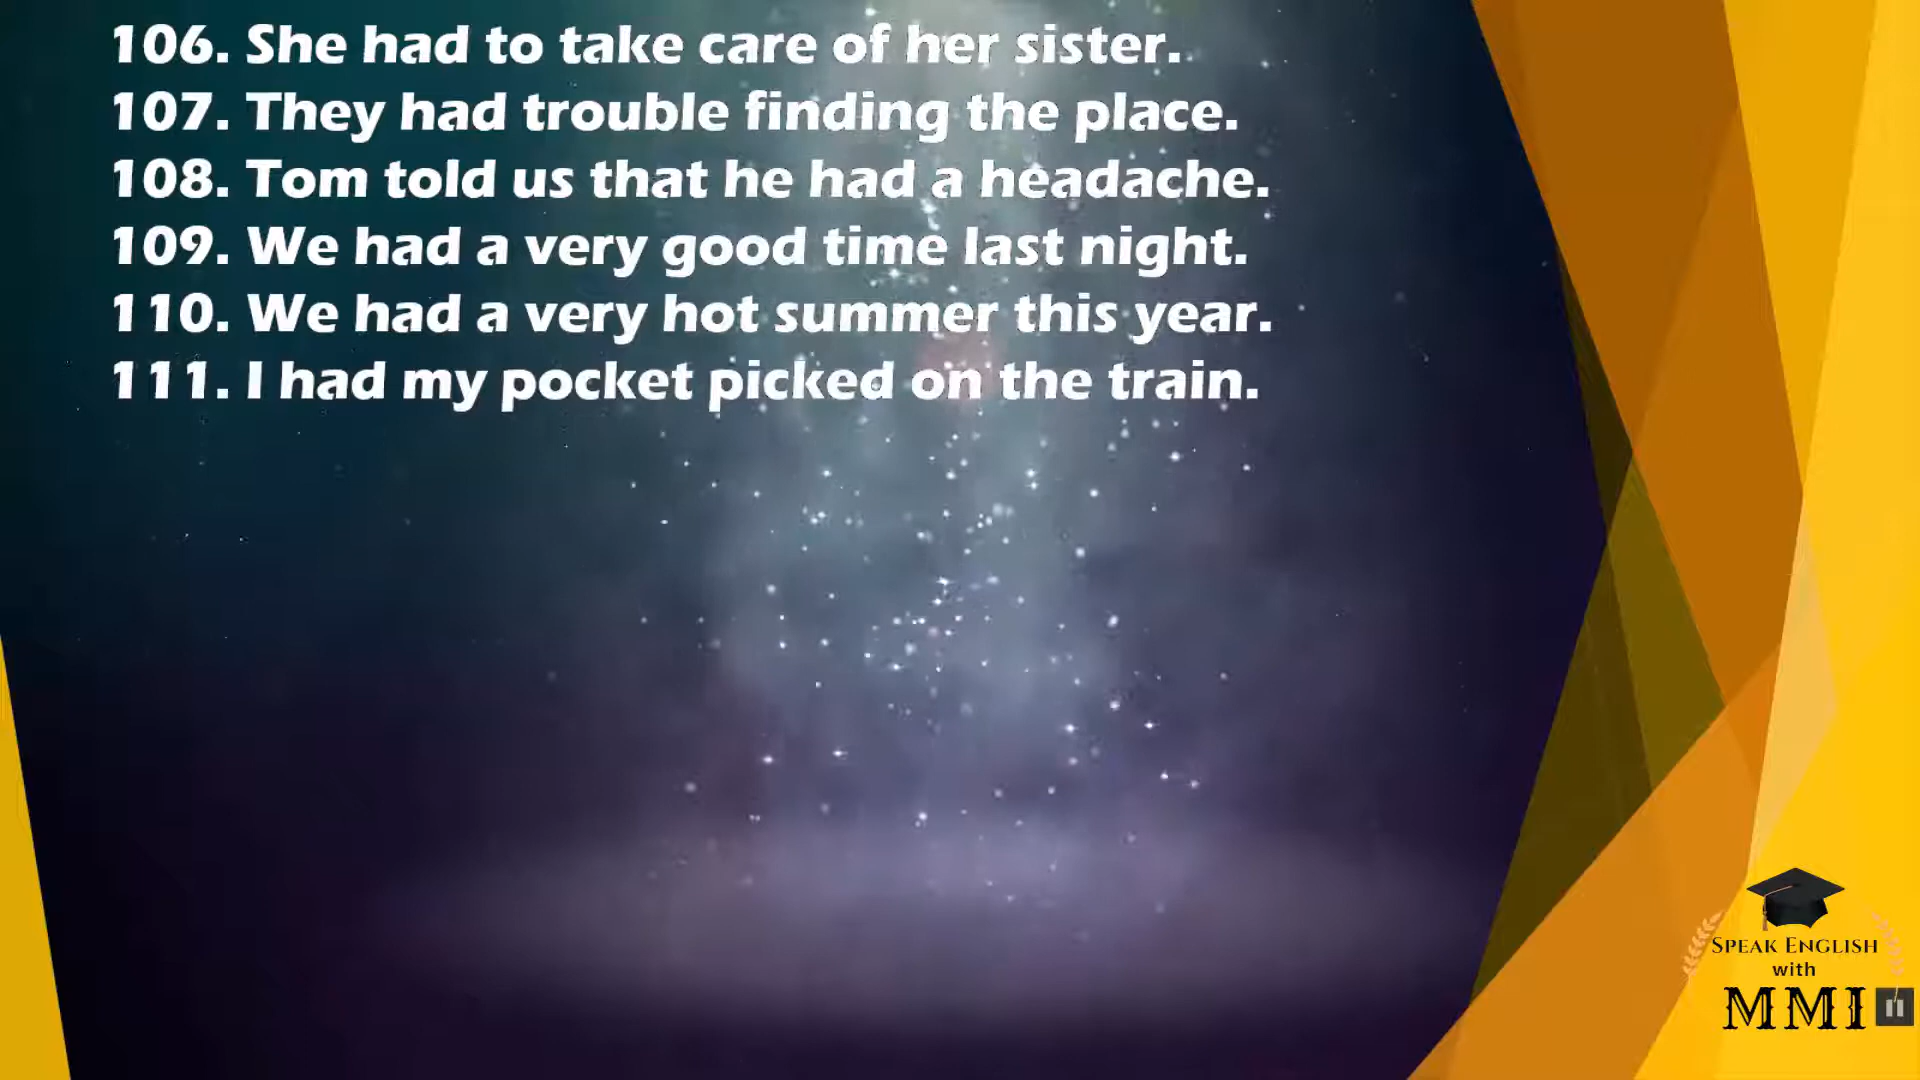 106. She had to take care of her sister.
107. They had trouble finding the place.
108. Tom told us that he had a headache.
109. We had a very good time last night.
110. We had a very hot summer this year.
111. I had my pocket picked on the train.
SPEAK ENGLISH
with
MMI